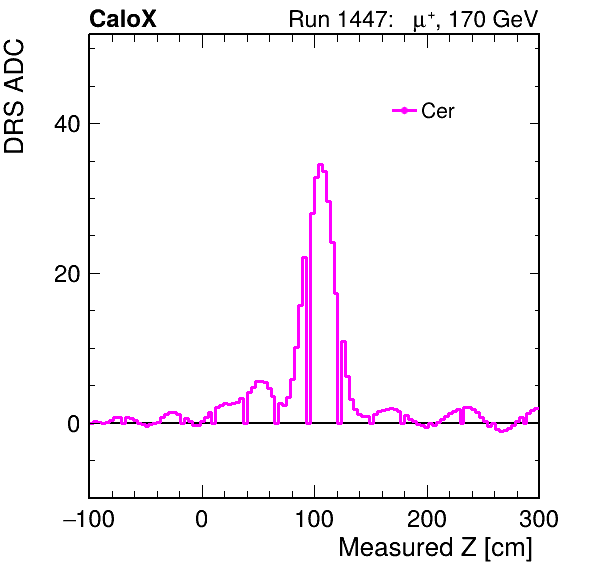 CaloX Run 1447: μ⁺, 170 GeV
DRS ADC
Cer
40
20
0
−100 0 100 200 300
Measured Z [cm]